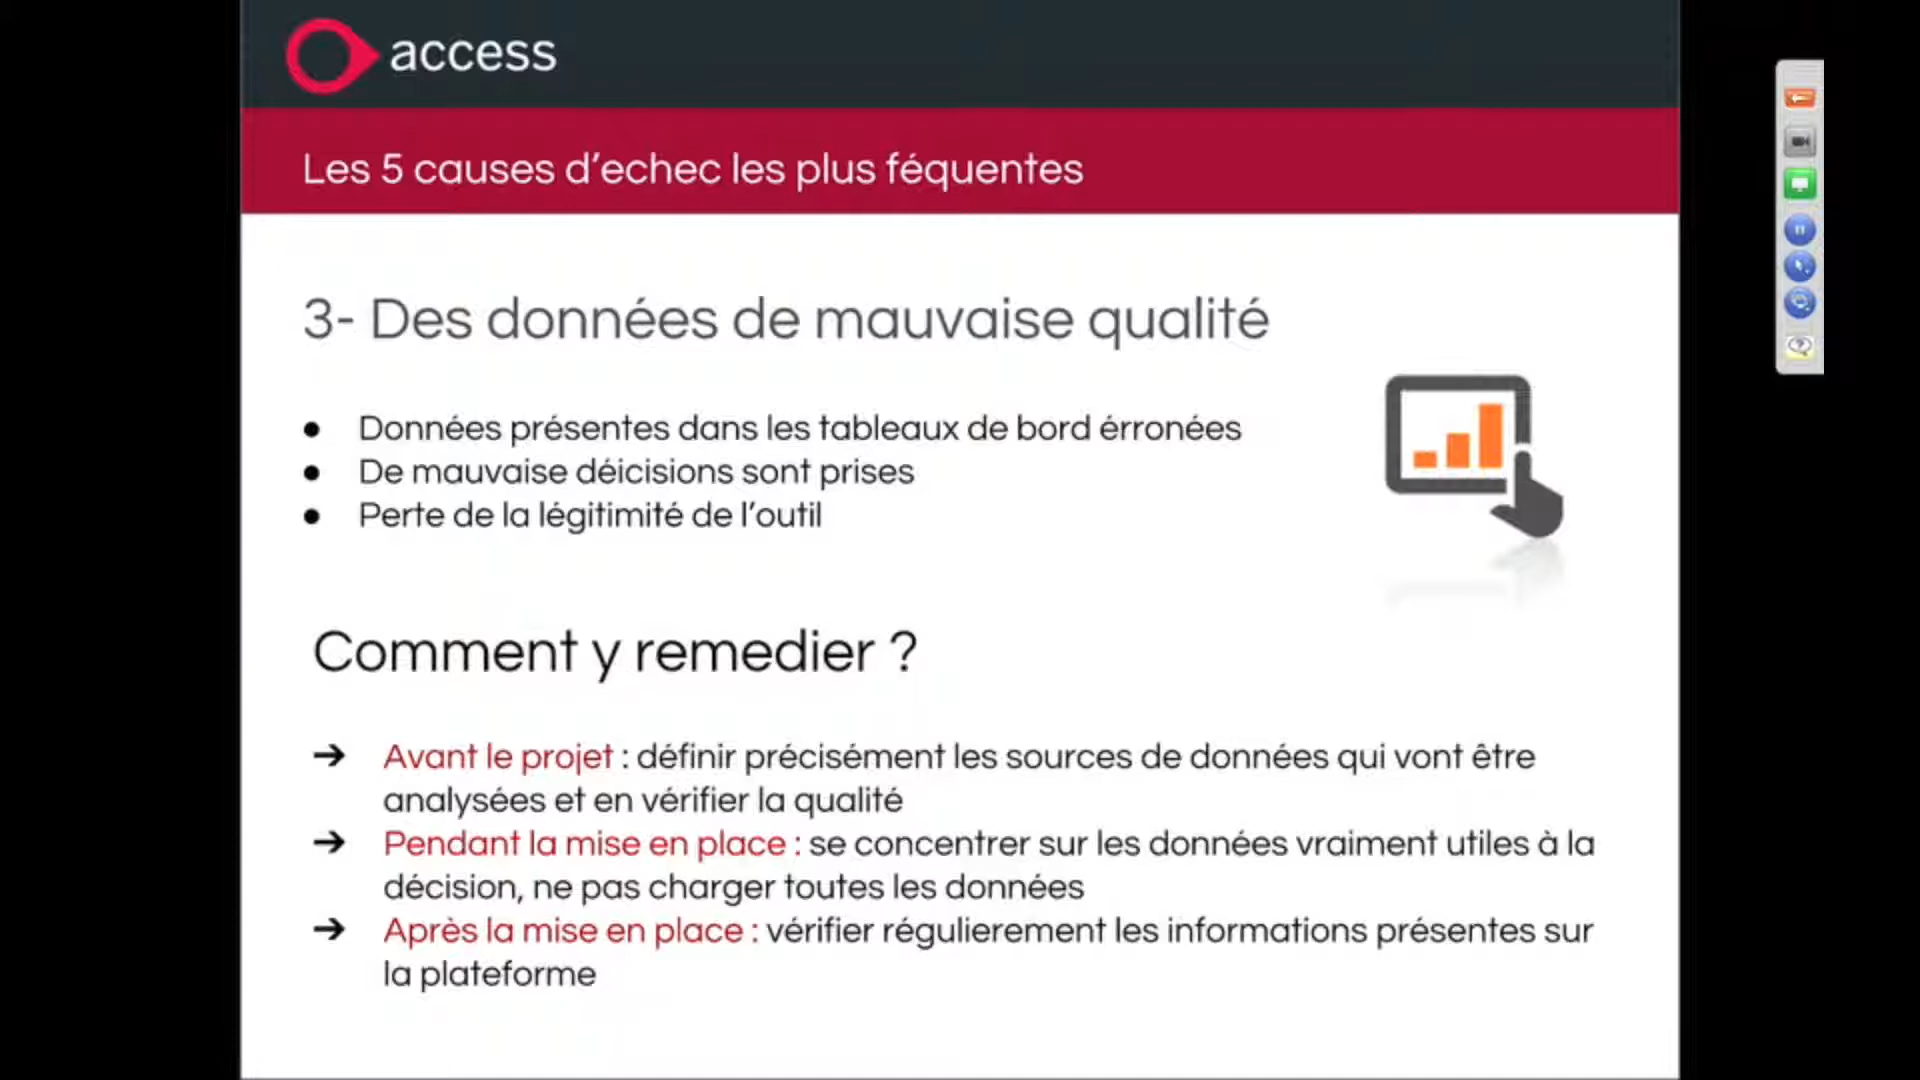 access
Les 5 causes d'echec les plus féquentes
3- Des données de mauvaise qualité
● Données présentes dans les tableaux de bord érronées
● De mauvaise déicisions sont prises
● Perte de la légitimité de l'outil
Comment y remedier ?
➔ Avant le projet : définir précisément les sources de données qui vont être
analysées et en vérifier la qualité
➔ Pendant la mise en place : se concentrer sur les données vraiment utiles à la
décision, ne pas charger toutes les données
➔ Après la mise en place : vérifier régulierement les informations présentes sur
la plateforme